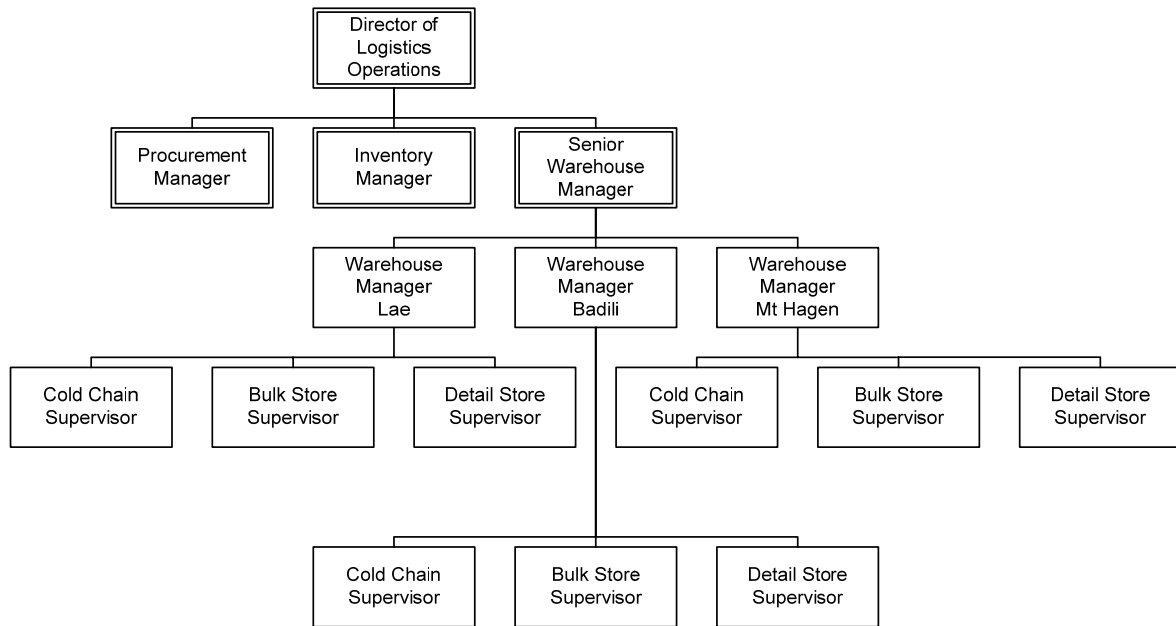 Director of
Logistics
Operations
Procurement
Manager
Inventory
Manager
Senior
Warehouse
Manager
Warehouse
Manager
Lae
Warehouse
Manager
Badili
Warehouse
Manager
Mt Hagen
Cold Chain
Supervisor
Bulk Store
Supervisor
Detail Store
Supervisor
Cold Chain
Supervisor
Bulk Store
Supervisor
Detail Store
Supervisor
Cold Chain
Supervisor
Bulk Store
Supervisor
Detail Store
Supervisor